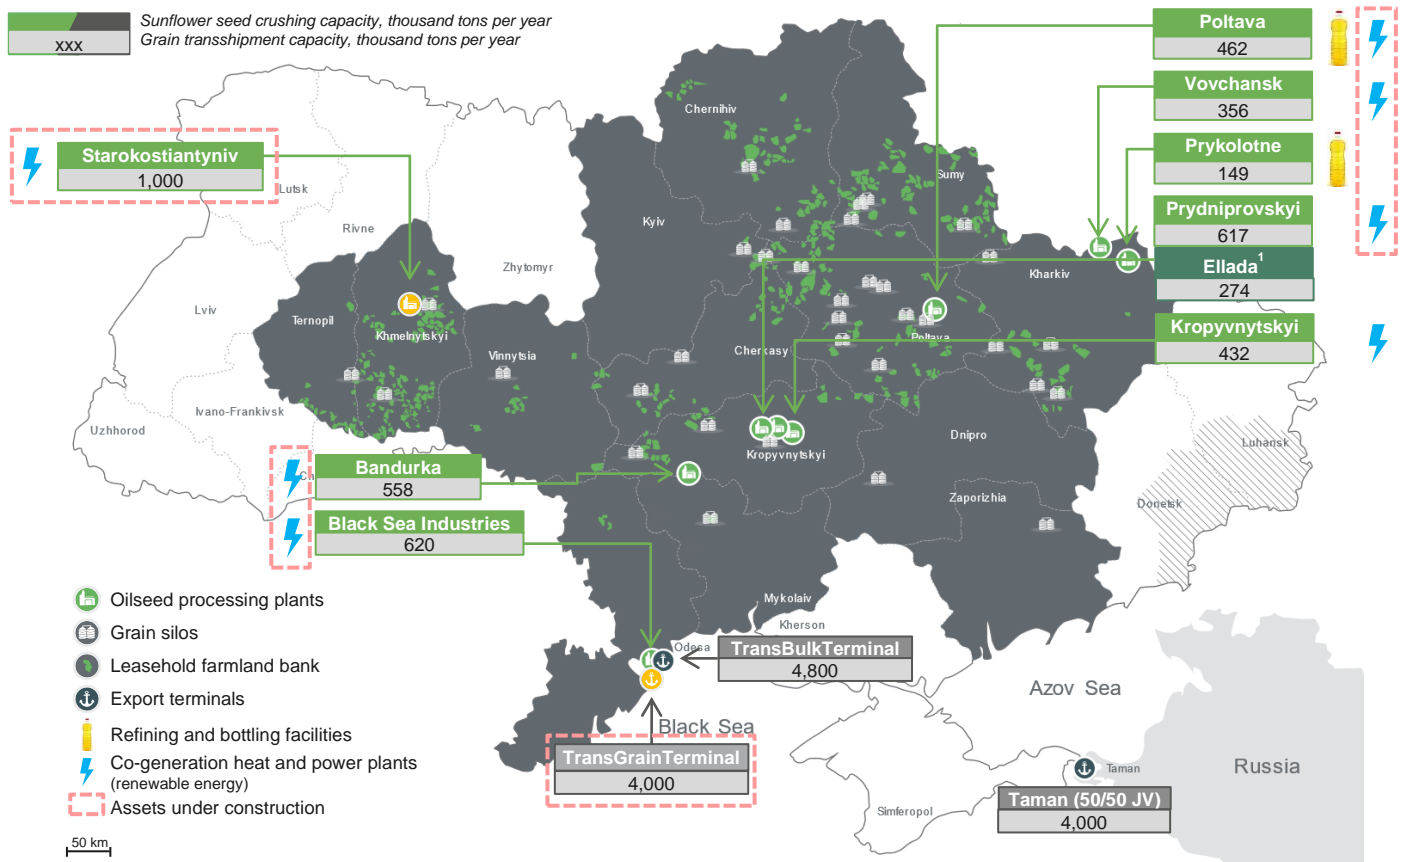 Sunflower seed crushing capacity, thousand tons per year
xxx
Grain transshipment capacity, thousand tons per year
Poltava
462
Vovchansk
356
Prykolotne
149
Prydniprovskyi
617
Ellada1
274
Kropyvnytskyi
432
Starokostiantyniv
1,000
Chernihiv
Sumy
Lutsk
Rivne
Kyiv
Zhytomyr
Kharkiv
Lviv
Ternopil
Khmelnytskyi
Vinnytsia
Cherkasy
Poltava
Ivano-Frankivsk
Uzhhorod
Dnipro
Luhansk
Kropyvnytskyi
Ch
Bandurka
558
Zaporizhia
Donetsk
Black Sea Industries
620
Oilseed processing plants
Grain silos
Leasehold farmland bank
Export terminals
Refining and bottling facilities
Co-generation heat and power plants
(renewable energy)
Assets under construction
50 km
Mykolaiv
Kherson
Odesa
TransBulkTerminal
4,800
Azov Sea
Black Sea
TransGrainTerminal
4,000
Taman
Russia
Taman (50/50 JV)
4,000
Simferopol